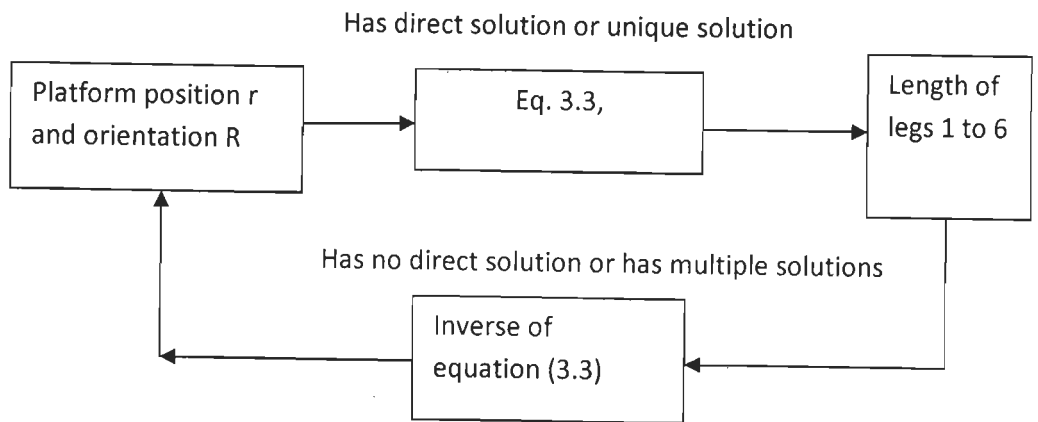 Has direct solution or unique solution
Platform position r
and orientation R
Eq. 3.3,
Length of
legs 1 to 6
Has no direct solution or has multiple solutions
Inverse of
equation (3.3)